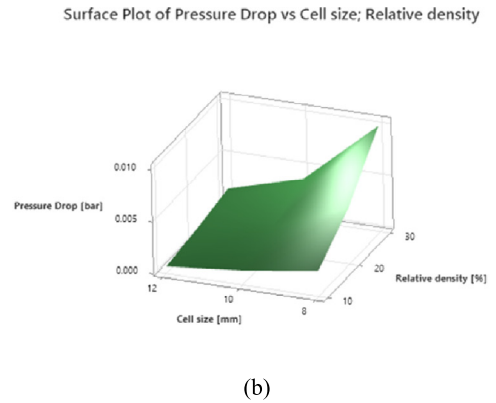 Surface Plot of Pressure Drop vs Cell size; Relative density
0.010
Pressure Drop [bar]
0.005
0.000
30
20
Relative density [%]
10
12
10
8
Cell size [mm]
(b)